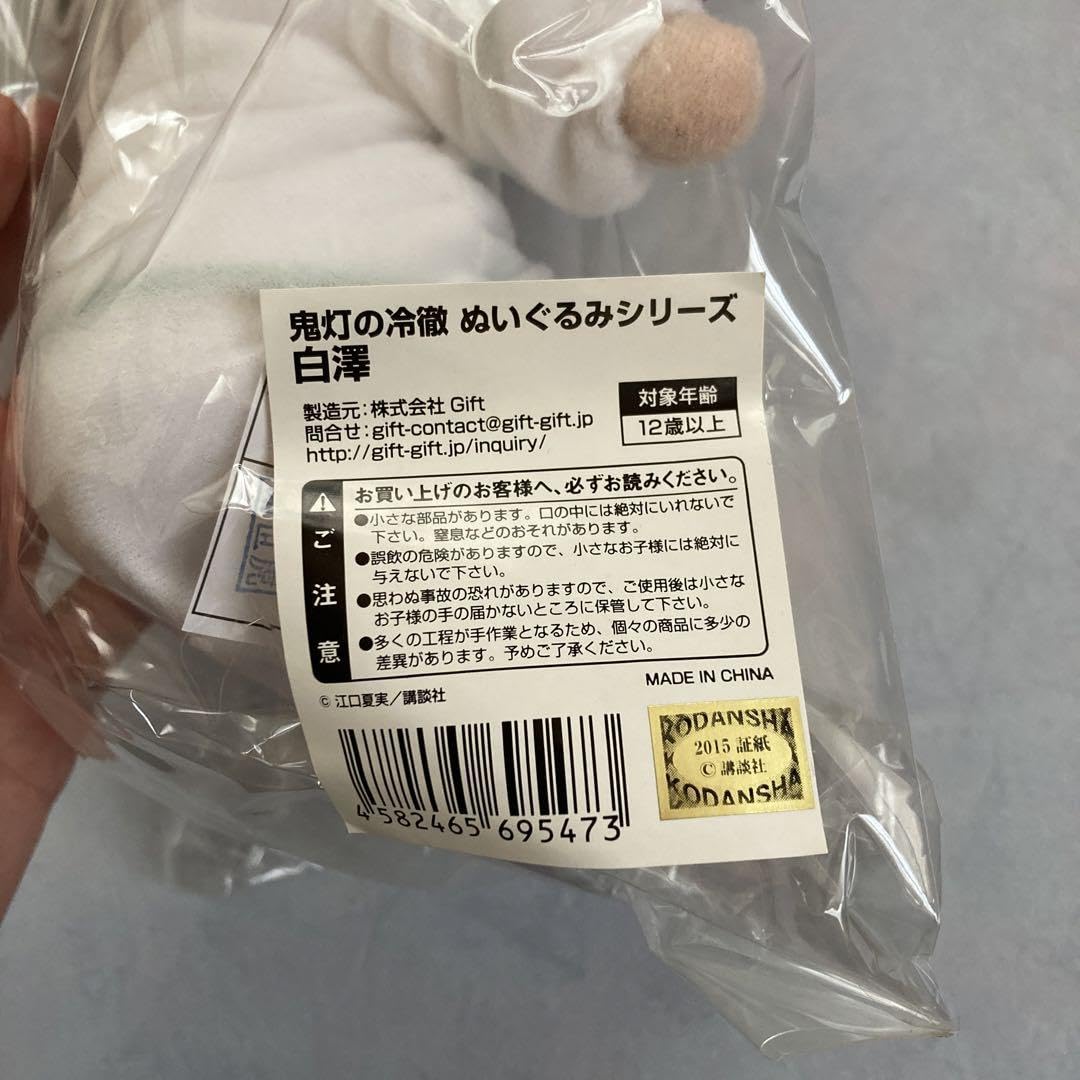 鬼灯の冷徹 ぬいぐるみシリーズ
白澤
製造元:株式会社 Gift
問合せ:gift-contact@gift-gift.jp
http://gift-gift.jp/inquiry/
対象年齢
12歳以上
ご注意
お買い上げのお客様へ、必ずお読みください。
●小さな部品があります。口の中には絶対にいれないで
下さい。窒息などのおそれがあります。
●誤飲の危険がありますので、小さなお子様には絶対に
与えないで下さい。
●思わぬ事故の恐れがありますので、ご使用後は小さな
お子様の手の届かないところに保管して下さい。
●多くの工程が手作業となるため、個々の商品に多少の
差異があります。予めご了承ください。
MADE IN CHINA
© 江口夏実／講談社
4 582465 695473
KODANSHA
2015 証紙
© 講談社
KODANSHA